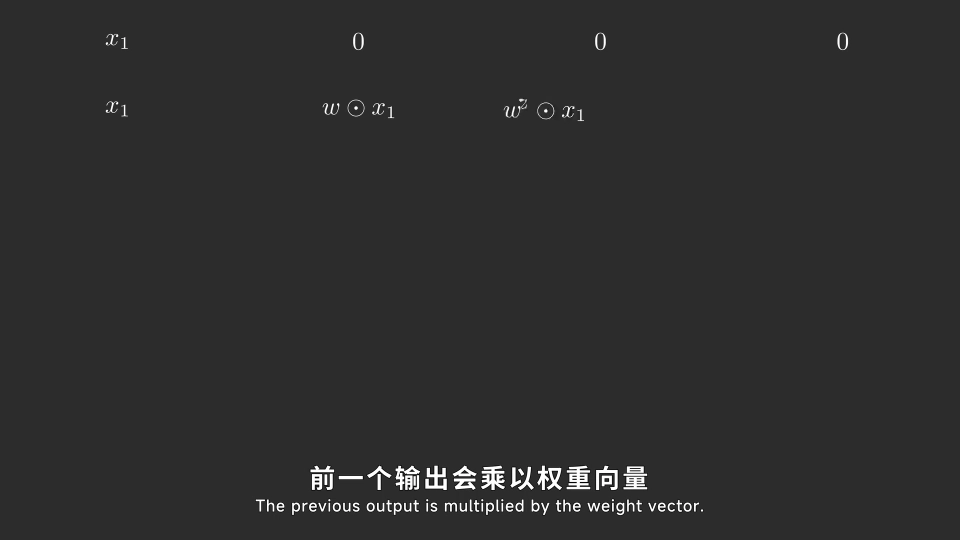 x₁ 0 0 0
x₁ w ⊙ x₁ w ⊙ x₁
前一个输出会乘以权重向量
The previous output is multiplied by the weight vector.